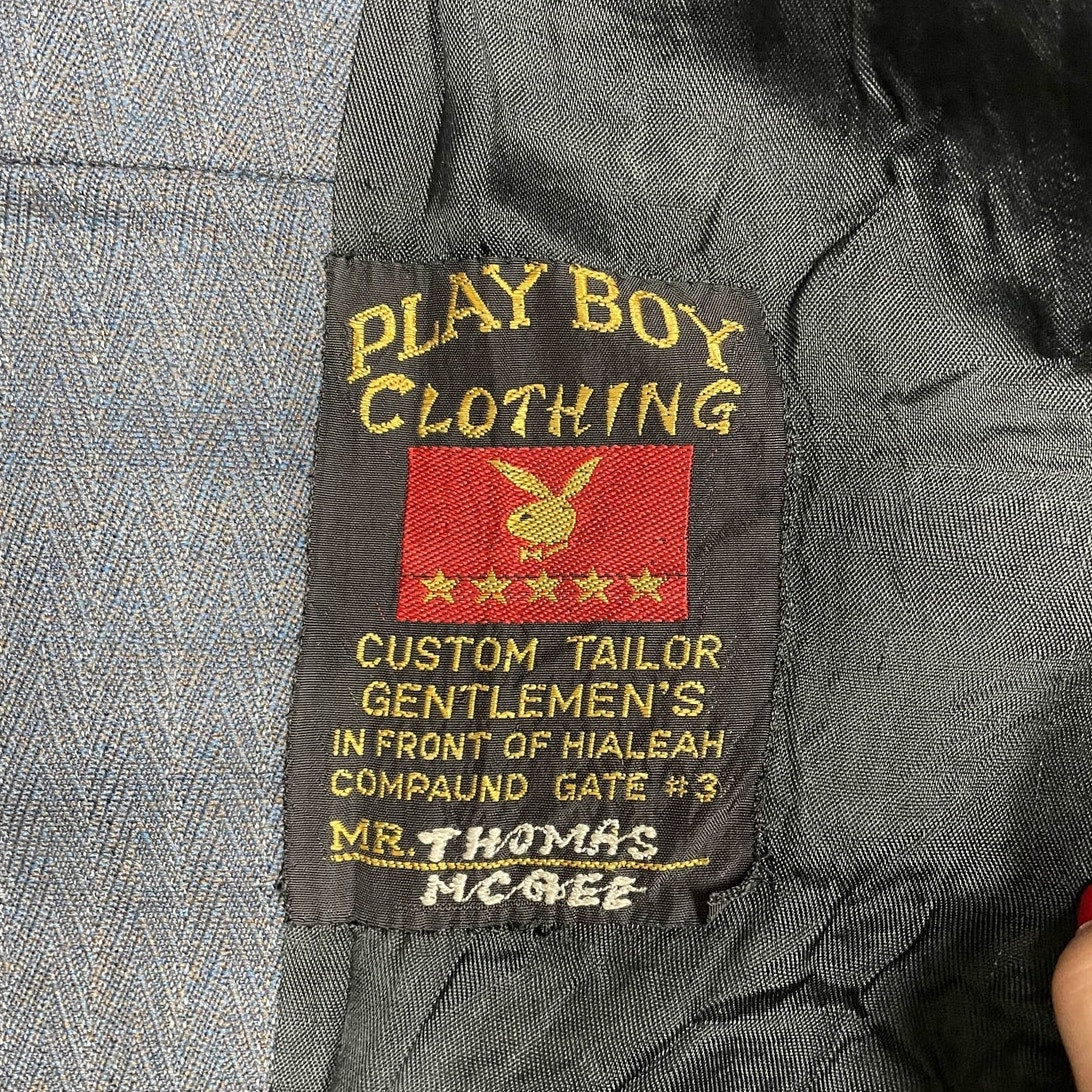 PLAY BOY
CLOTHING
CUSTOM TAILOR
GENTLEMEN'S
IN FRONT OF HIALEAH
COMPAUND GATE #3
MR. THOMAS
MCGEE